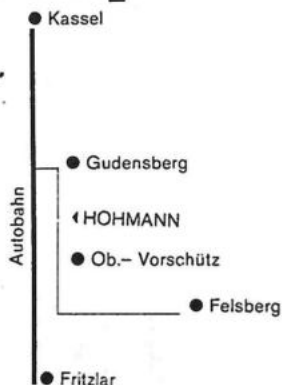 Kassel
Gudensberg
HOHMANN
Autobahn
Ob.– Vorschütz
Felsberg
Fritzlar